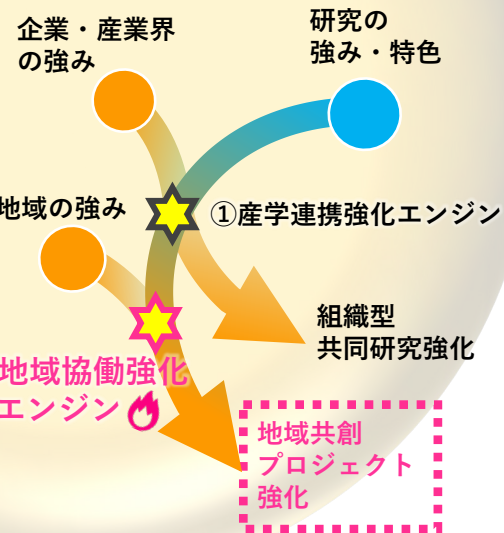 企業・産業界
の強み
研究の
強み・特色
地域の強み
①産学連携強化エンジン
組織型
共同研究強化
地域協働強化
エンジン
地域共創
プロジェクト
強化